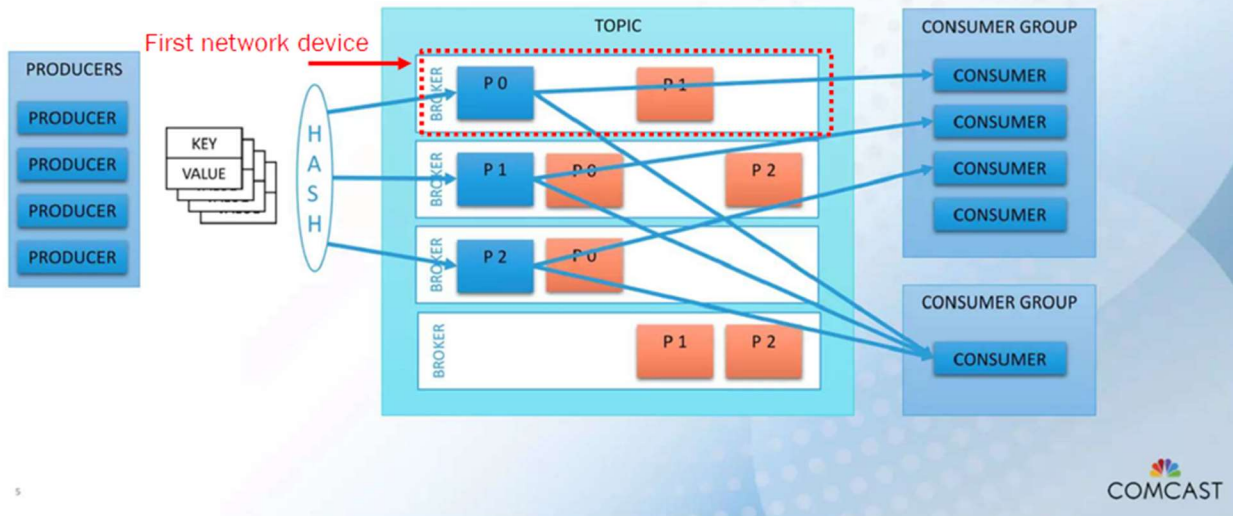 TOPIC
CONSUMER GROUP
First network device
PRODUCERS
PRODUCER
PRODUCER
PRODUCER
PRODUCER
KEY
VALUE
HASH
BROKER
P 0
P 1
BROKER
P 1
P 0
P 2
BROKER
P 2
P 0
BROKER
P 1
P 2
CONSUMER
CONSUMER
CONSUMER
CONSUMER
CONSUMER GROUP
CONSUMER
5
COMCAST